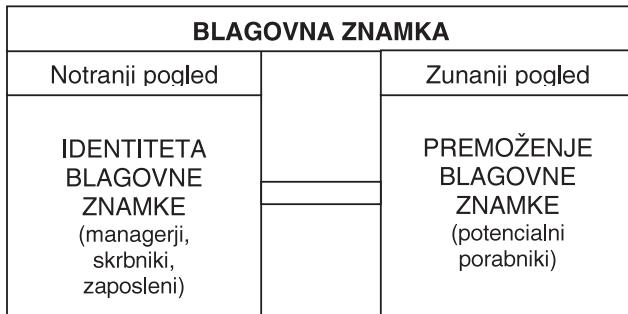 BLAGOVNA ZNAMKA
Notranji pogled
Zunanji pogled
IDENTITETA
BLAGOVNE
ZNAMKE
(managerji,
skrbniki,
zaposleni)
PREMOŽENJE
BLAGOVNE
ZNAMKE
(potencialni
porabniki)